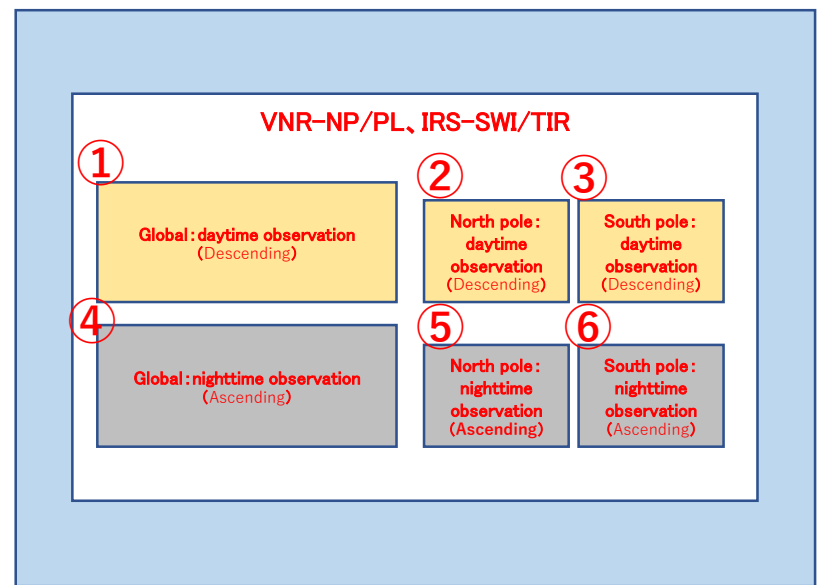 VNR-NP/PL、IRS-SWI/TIR
①
Global：daytime observation
(Descending)
②
North pole：
daytime
observation
(Descending)
③
South pole：
daytime
observation
(Descending)
④
Global：nighttime observation
(Ascending)
⑤
North pole：
nighttime
observation
(Ascending)
⑥
South pole：
nighttime
observation
(Ascending)